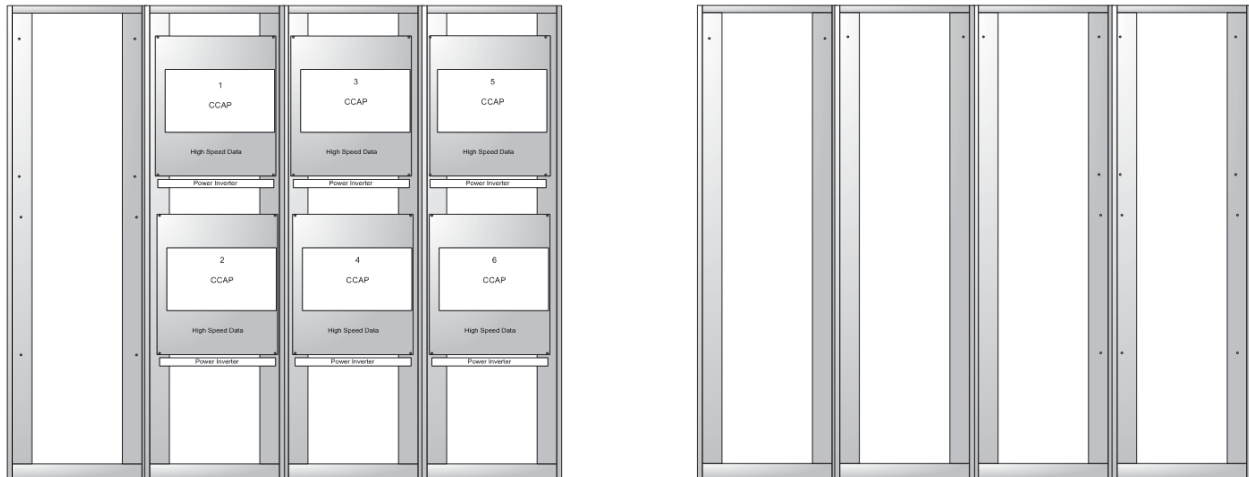 1
CCAP
High Speed Data
Power Inverter
3
CCAP
High Speed Data
Power Inverter
5
CCAP
High Speed Data
Power Inverter
2
CCAP
High Speed Data
Power Inverter
4
CCAP
High Speed Data
Power Inverter
6
CCAP
High Speed Data
Power Inverter